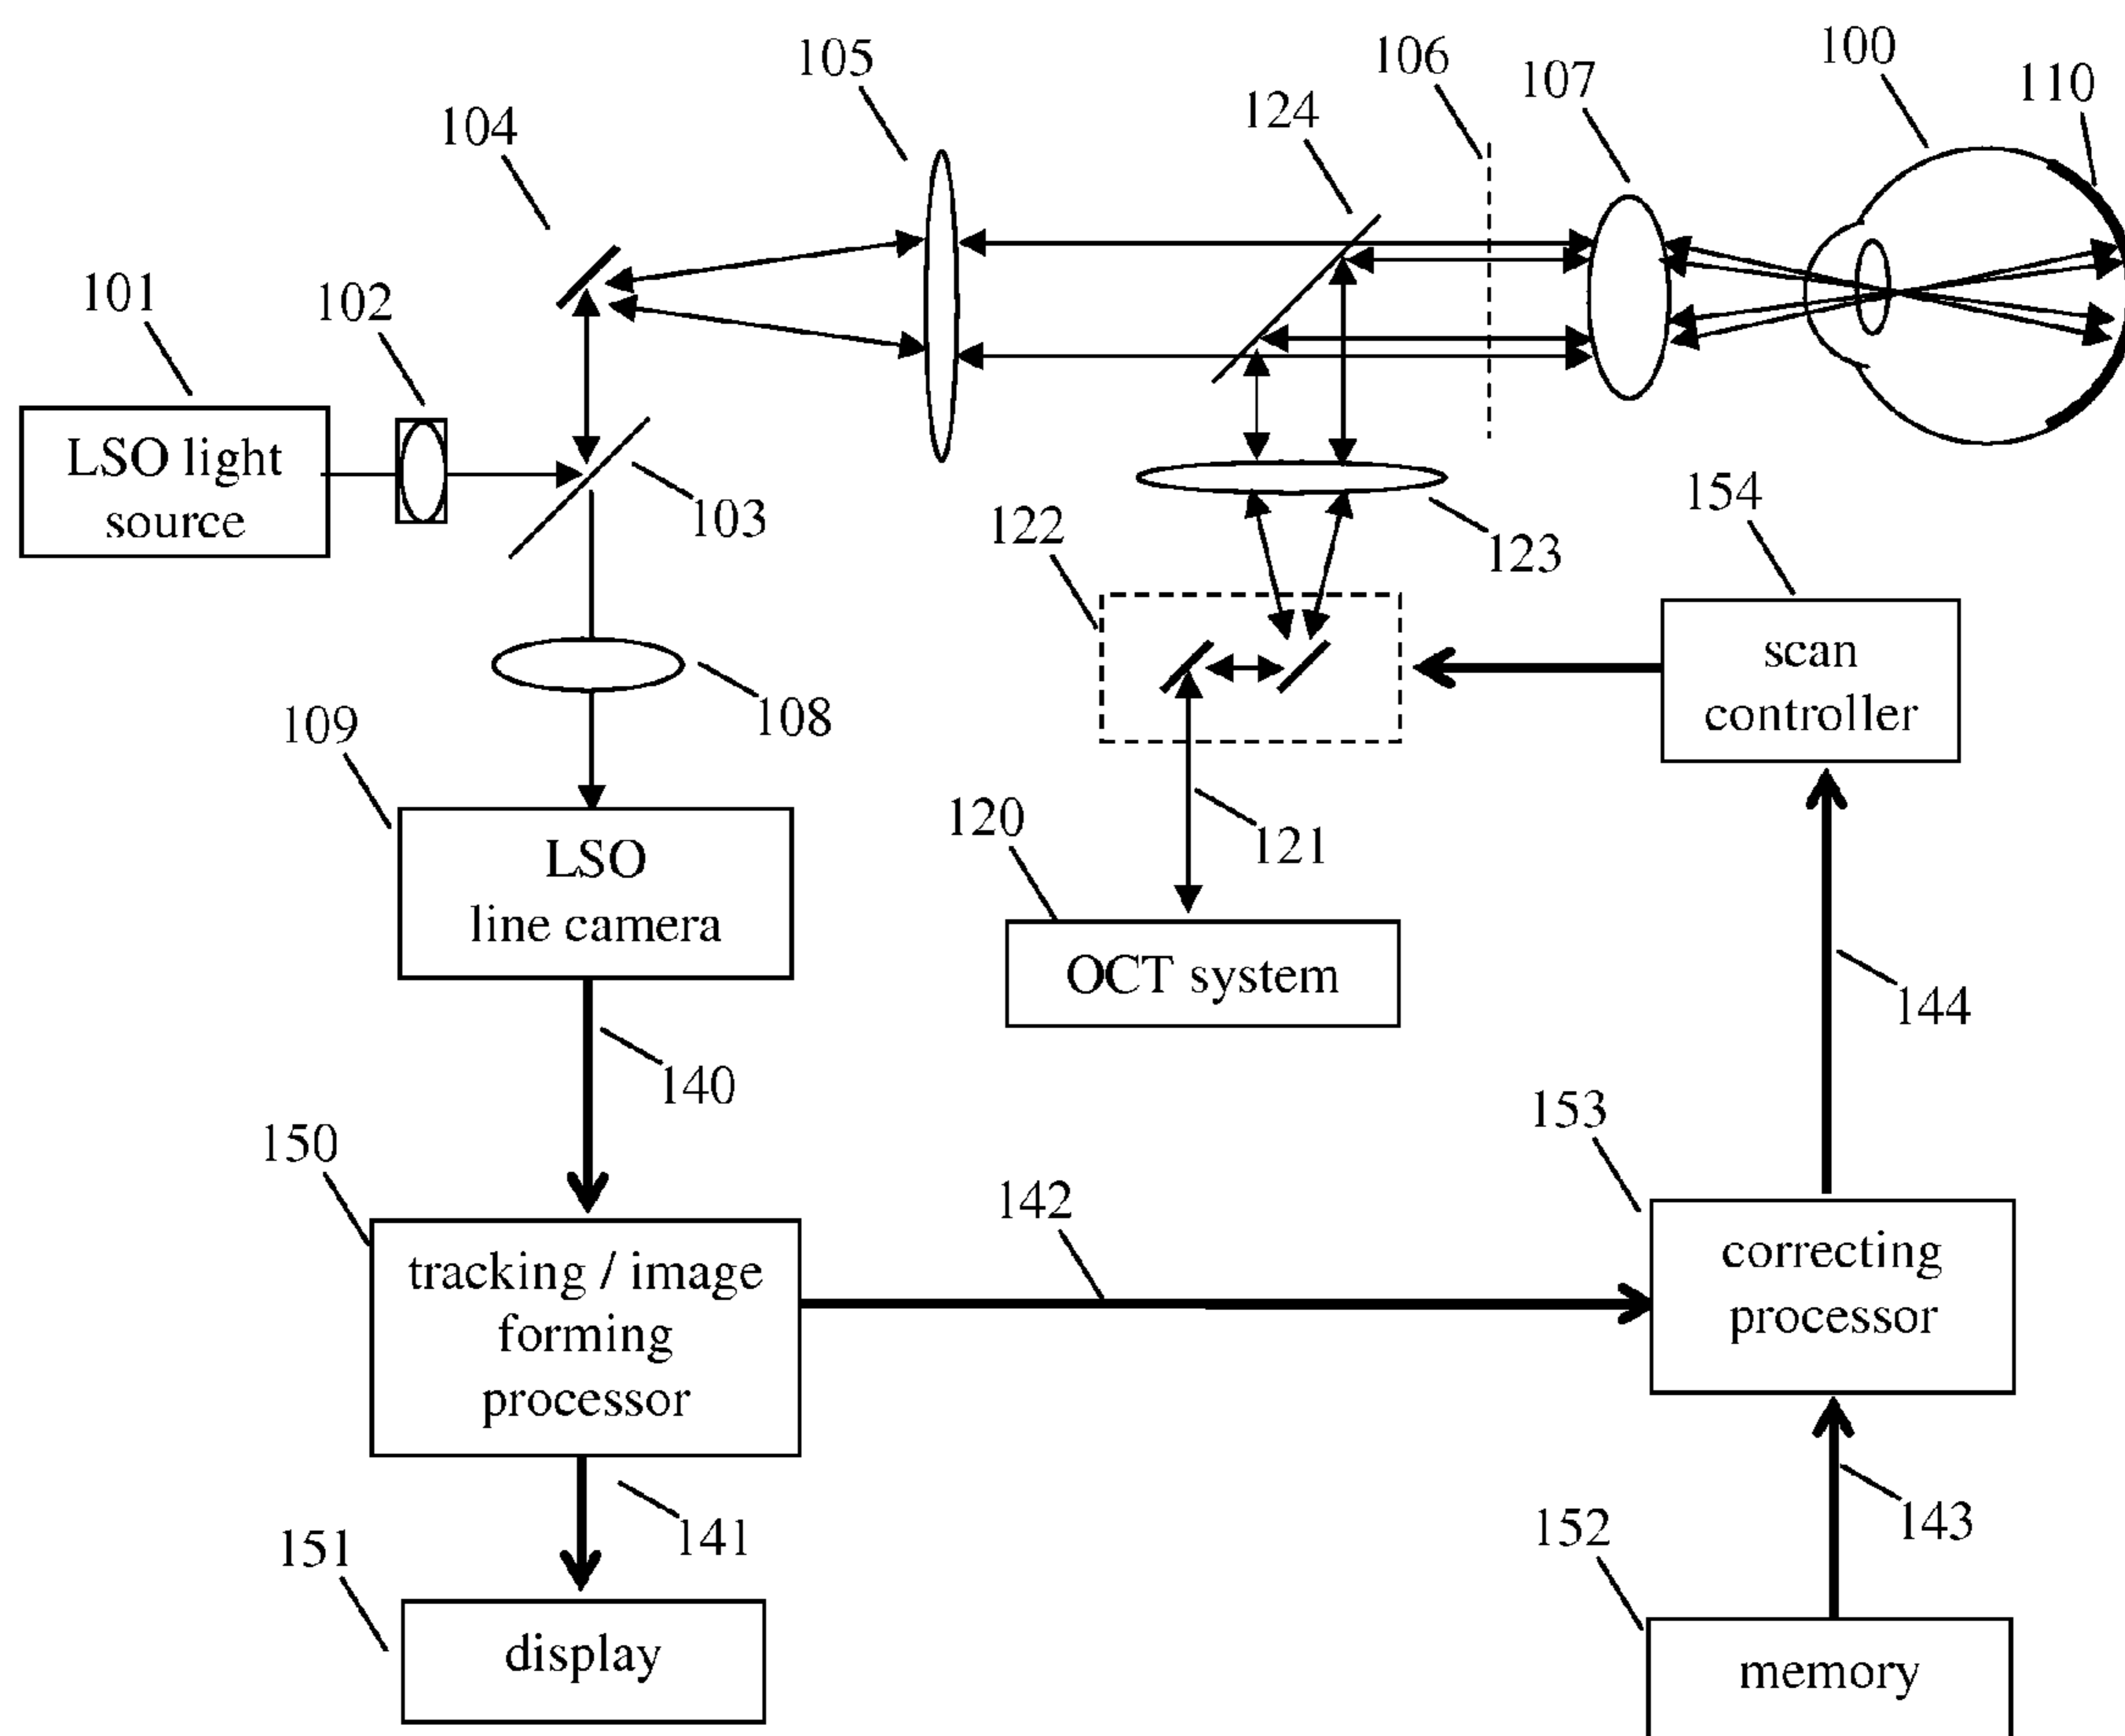 100
105
106
107
110
124
104
101
102
LSO light
source
103
154
122
123
scan
controller
108
109
120
121
LSO
line camera
OCT system
144
140
153
150
142
correcting
processor
tracking / image
forming
processor
141
143
152
151
display
memory